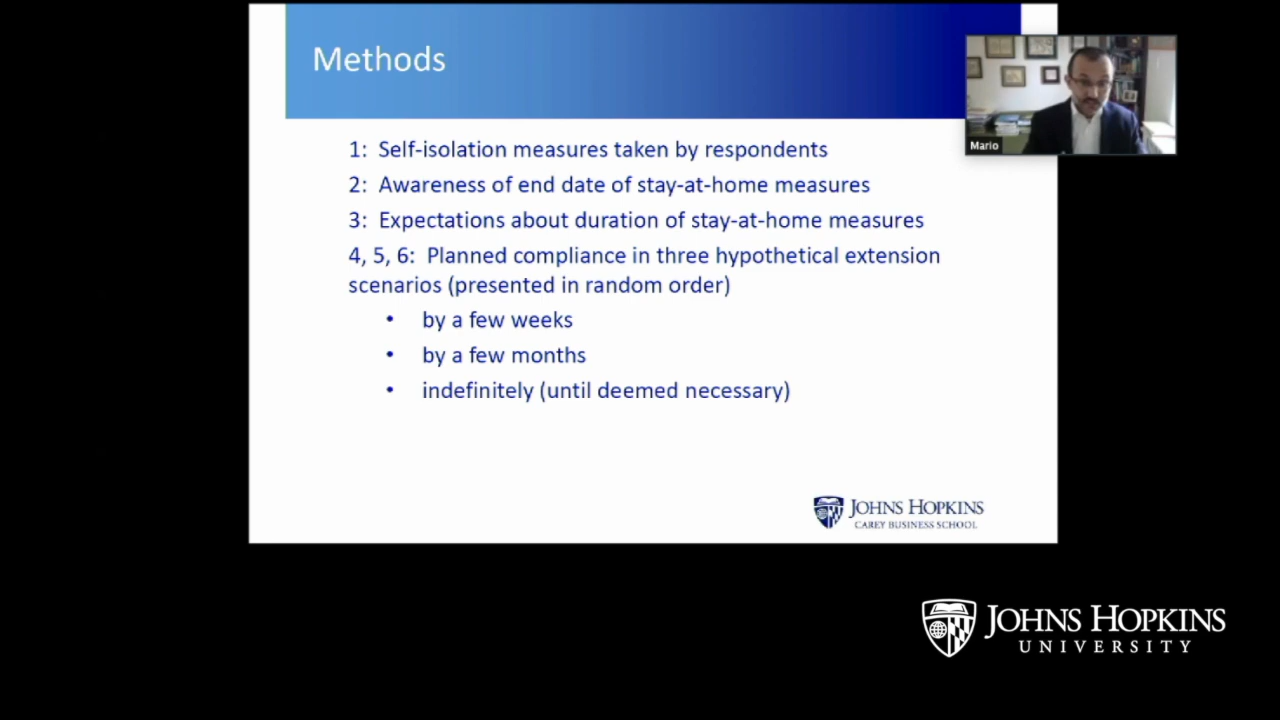 Methods
Mario
1: Self-isolation measures taken by respondents
2: Awareness of end date of stay-at-home measures
3: Expectations about duration of stay-at-home measures
4, 5, 6: Planned compliance in three hypothetical extension
scenarios (presented in random order)
• by a few weeks
• by a few months
• indefinitely (until deemed necessary)
JOHNS HOPKINS
CAREY BUSINESS SCHOOL
JOHNS HOPKINS
UNIVERSITY